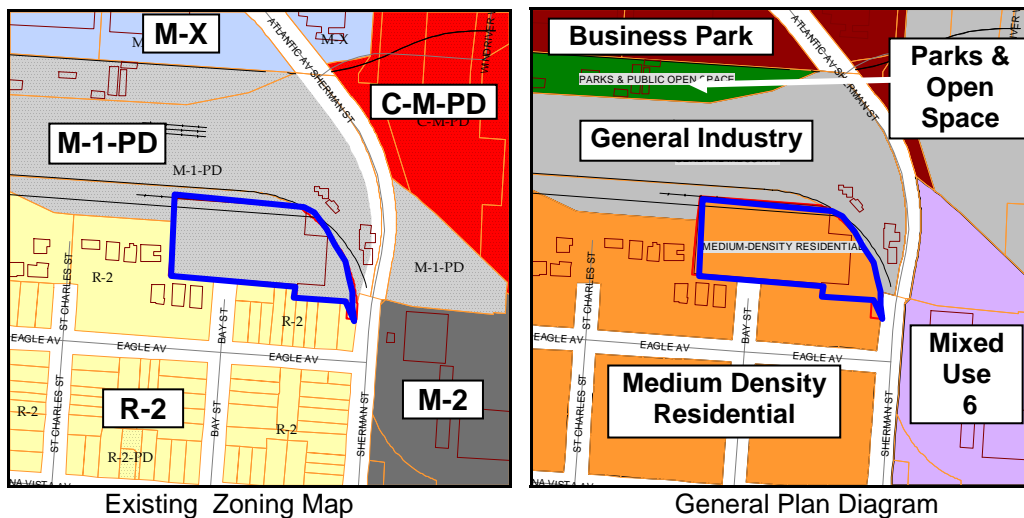 M-X
M-X
ATLANTIC AV
SHERMAN ST
C-M-PD
C-M-PD
M-1-PD
M-1-PD
M-1-PD
R-2
ST CHARLES ST
BAY ST
R-2
EAGLE AV
EAGLE AV
EAGLE AV
R-2
R-2
R-2
R-2-PD
ST CHARLES ST
BAY ST
SHERMAN ST
M-2
Existing Zoning Map
Business Park
PARKS & PUBLIC OPEN SPACE
Parks &
Open
Space
ATLANTIC AV
SHERMAN ST
General Industry
MEDIUM-DENSITY RESIDENTIAL
ST CHARLES ST
BAY ST
EAGLE AV
EAGLE AV
EAGLE AV
Medium Density
Residential
Mixed
Use
6
ST CHARLES ST
BAY ST
SHERMAN ST
General Plan Diagram